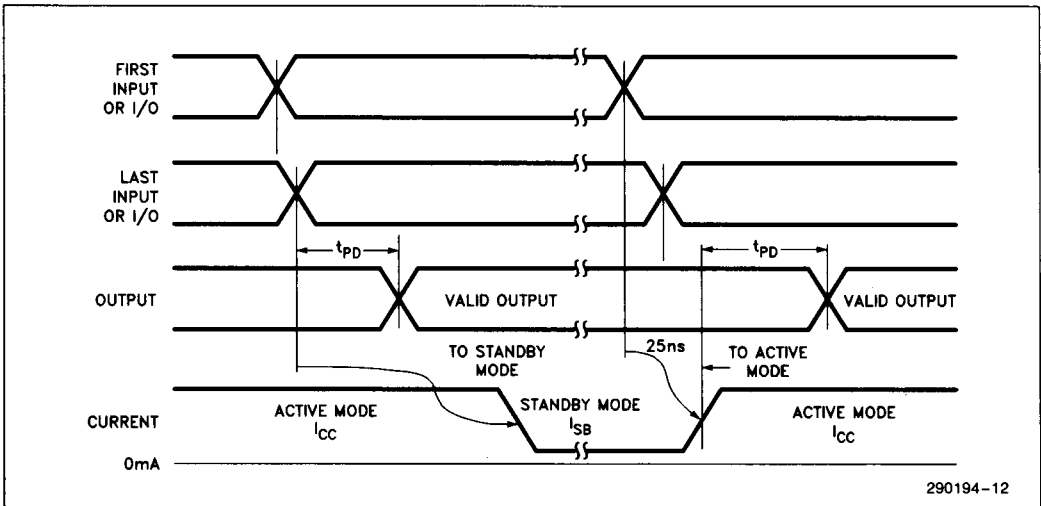 FIRST
INPUT
OR I/O
LAST
INPUT
OR I/O
tPD
tPD
OUTPUT
VALID OUTPUT
VALID OUTPUT
TO STANDBY
MODE
25ns
TO ACTIVE
MODE
CURRENT
ACTIVE MODE
ICC
STANDBY MODE
ISB
ACTIVE MODE
ICC
0mA
290194-12